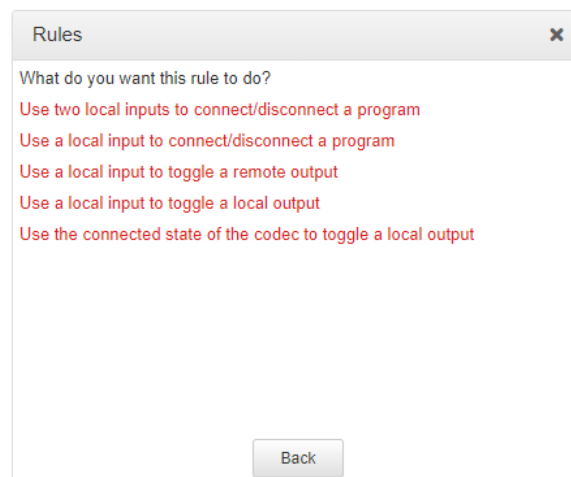 Rules
What do you want this rule to do?
Use two local inputs to connect/disconnect a program
Use a local input to connect/disconnect a program
Use a local input to toggle a remote output
Use a local input to toggle a local output
Use the connected state of the codec to toggle a local output
Back